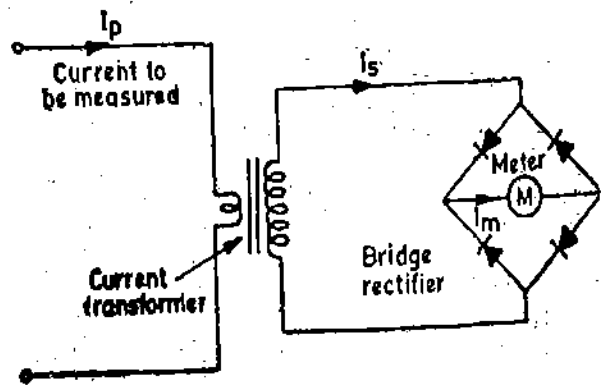 Ip
Current to
be measured
Is
Meter
M
Im
Bridge
rectifier
Current
transformer